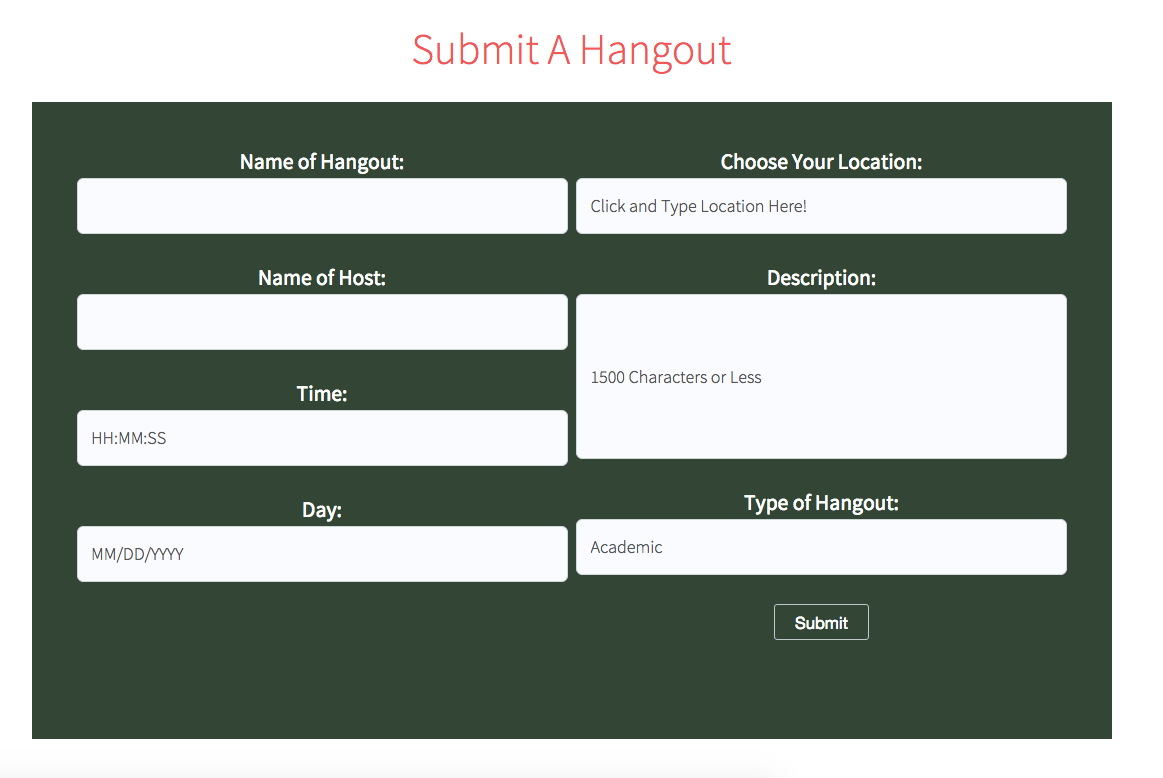 Submit A Hangout
Name of Hangout:
Choose Your Location:
Click and Type Location Here!
Name of Host:
Description:
1500 Characters or Less
Time:
HH:MM:SS
Day:
MM/DD/YYYY
Type of Hangout:
Academic
Submit